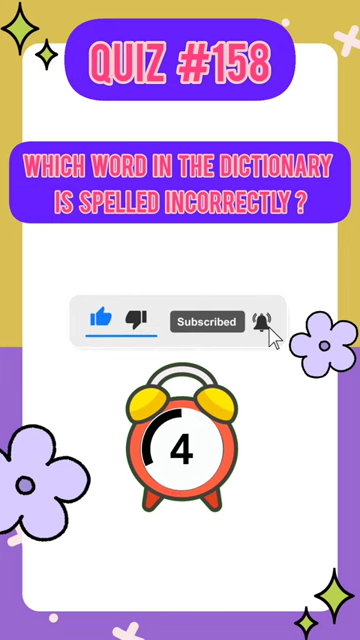 QUIZ #158
WHICH WORD IN THE DICTIONARY
IS SPELLED INCORRECTLY ?
Subscribed
4